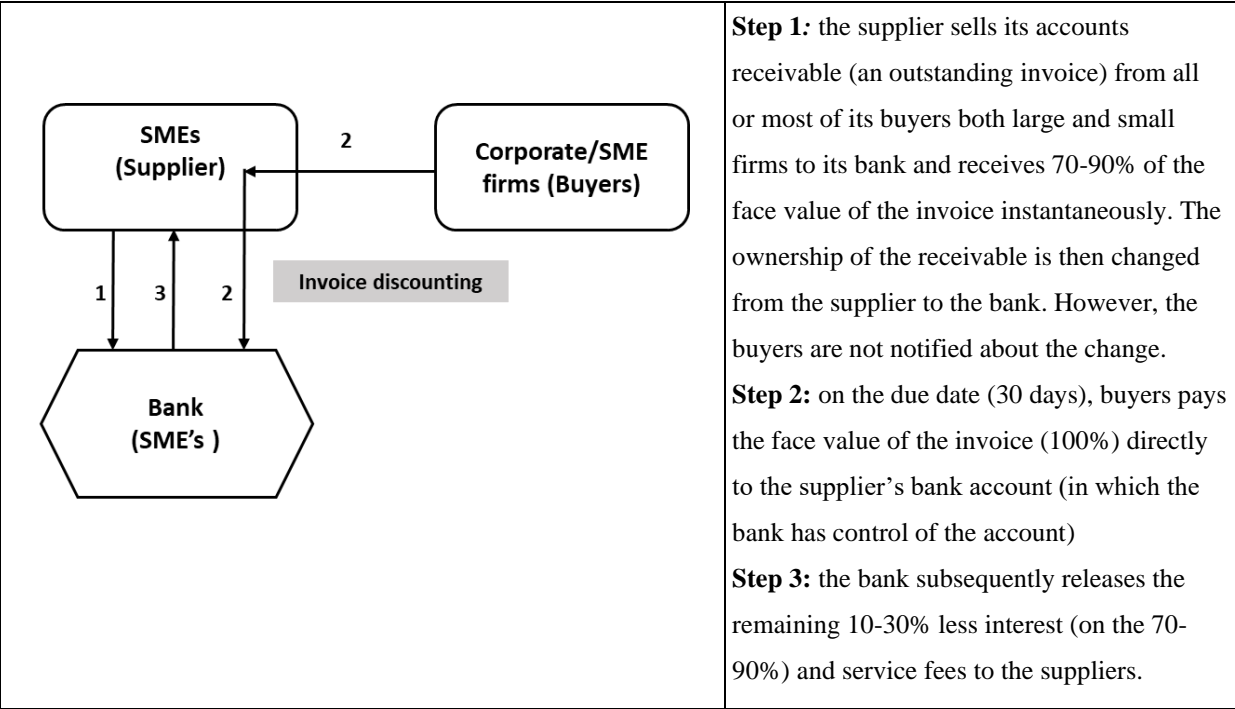 SMEs
(Supplier)
2
Corporate/SME
firms (Buyers)
1
3
2
Invoice discounting
Bank
(SME’s )
Step 1: the supplier sells its accounts
receivable (an outstanding invoice) from all
or most of its buyers both large and small
firms to its bank and receives 70-90% of the
face value of the invoice instantaneously. The
ownership of the receivable is then changed
from the supplier to the bank. However, the
buyers are not notified about the change.
Step 2: on the due date (30 days), buyers pays
the face value of the invoice (100%) directly
to the supplier’s bank account (in which the
bank has control of the account)
Step 3: the bank subsequently releases the
remaining 10-30% less interest (on the 70-
90%) and service fees to the suppliers.